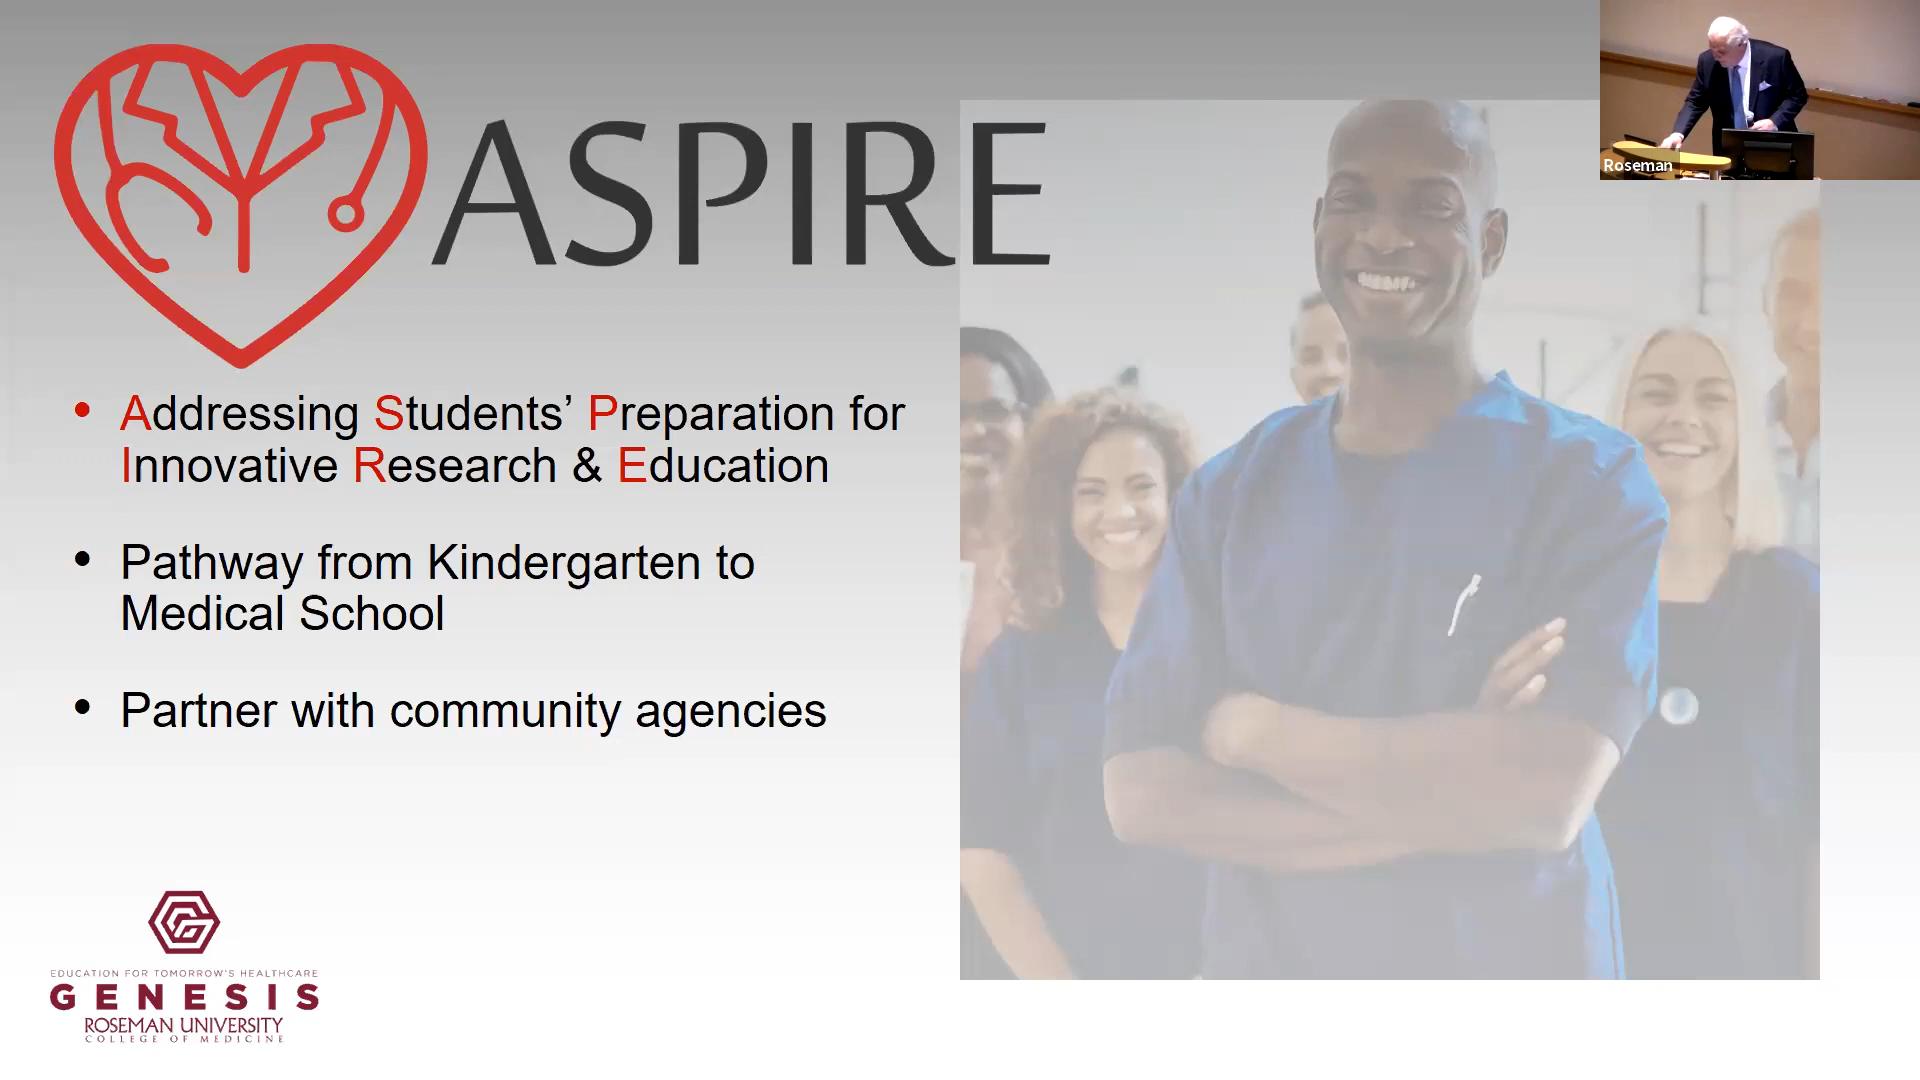 ASPIRE
Roseman
• Addressing Students’ Preparation for
Innovative Research & Education
• Pathway from Kindergarten to
Medical School
• Partner with community agencies
EDUCATION FOR TOMORROW'S HEALTHCARE
GENESIS
ROSEMAN UNIVERSITY
COLLEGE OF MEDICINE